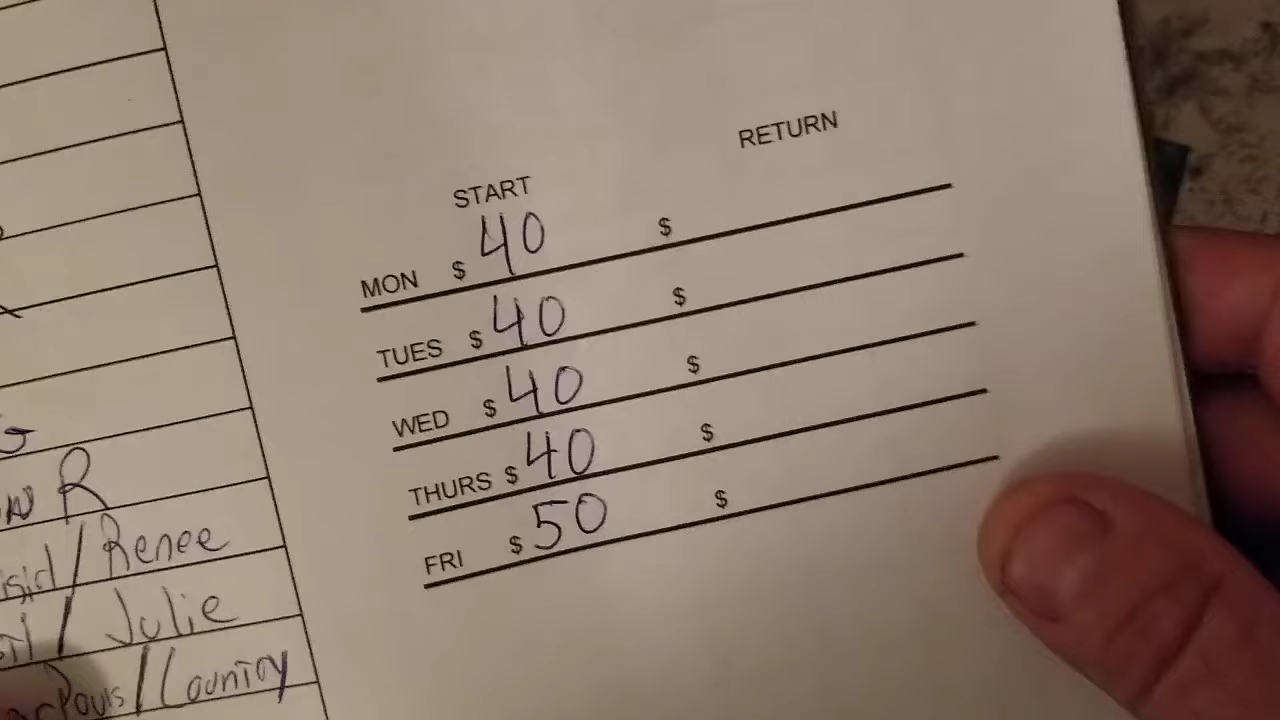 RETURN
START
MON $ 40 $
TUES $ 40 $
WED $ 40 $
THURS $ 40 $
FRI $ 50 $
R
/ Renee
/ Julie
/ Country